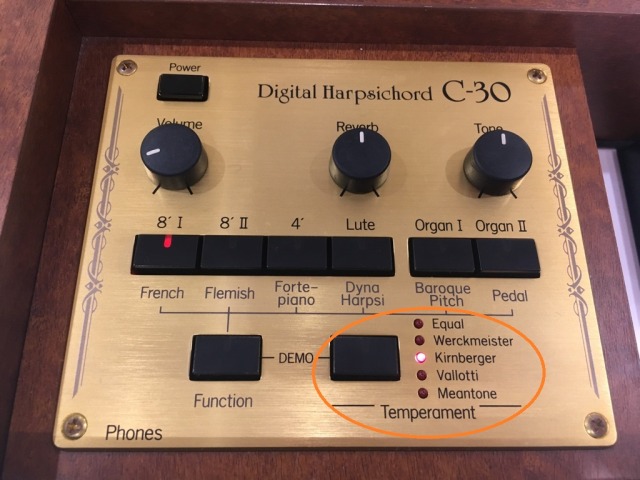 Power
Digital Harpsichord C-30
Volume
Reverb
Tone
8´ I
8´ II
4´
Lute
Organ I
Organ II
French
Flemish
Forte-
piano
Dyna
Harpsi
Baroque
Pitch
Pedal
Equal
Werckmeister
Kirnberger
Vallotti
Meantone
DEMO
Function
Temperament
Phones